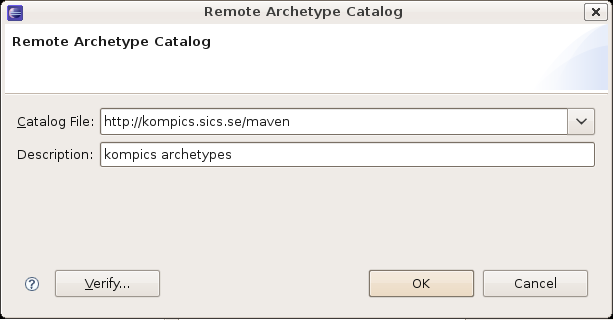 Remote Archetype Catalog
Remote Archetype Catalog
Catalog File: http://kompics.sics.se/maven
Description: kompics archetypes
? Verify... OK Cancel